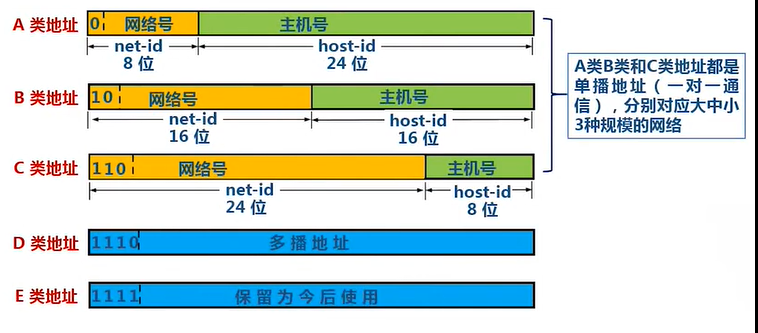 A 类地址
0
网络号
主机号
net-id
8 位
host-id
24 位
B 类地址
10
网络号
主机号
net-id
16 位
host-id
16 位
C 类地址
110
网络号
主机号
net-id
24 位
host-id
8 位
D 类地址
1110
多播地址
E 类地址
1111
保留为今后使用
A类B类和C类地址都是
单播地址（一对一通
信），分别对应大中小
3种规模的网络